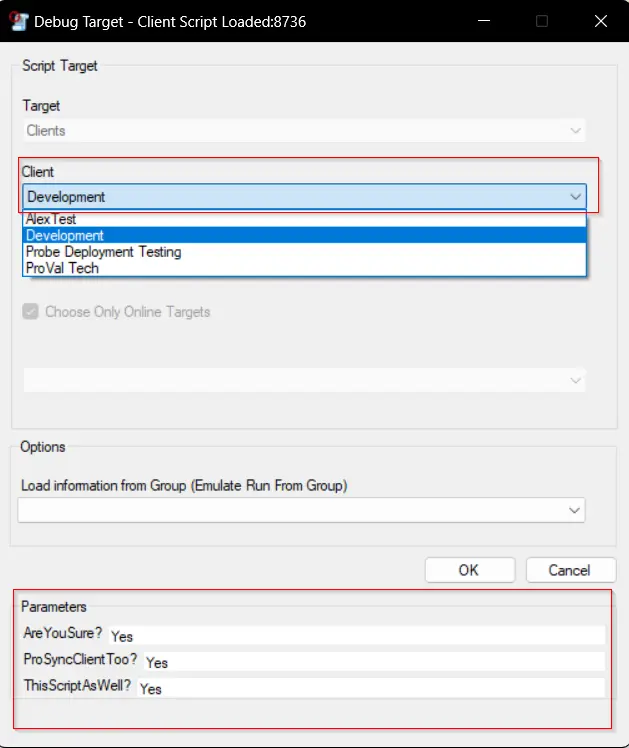 Debug Target - Client Script Loaded:8736
Script Target
Target
Clients
Client
Development
AlexTest
Development
Probe Deployment Testing
ProVal Tech
Choose Only Online Targets
Options
Load information from Group (Emulate Run From Group)
OK Cancel
Parameters
AreYouSure? Yes
ProSyncClientToo? Yes
ThisScriptAsWell? Yes